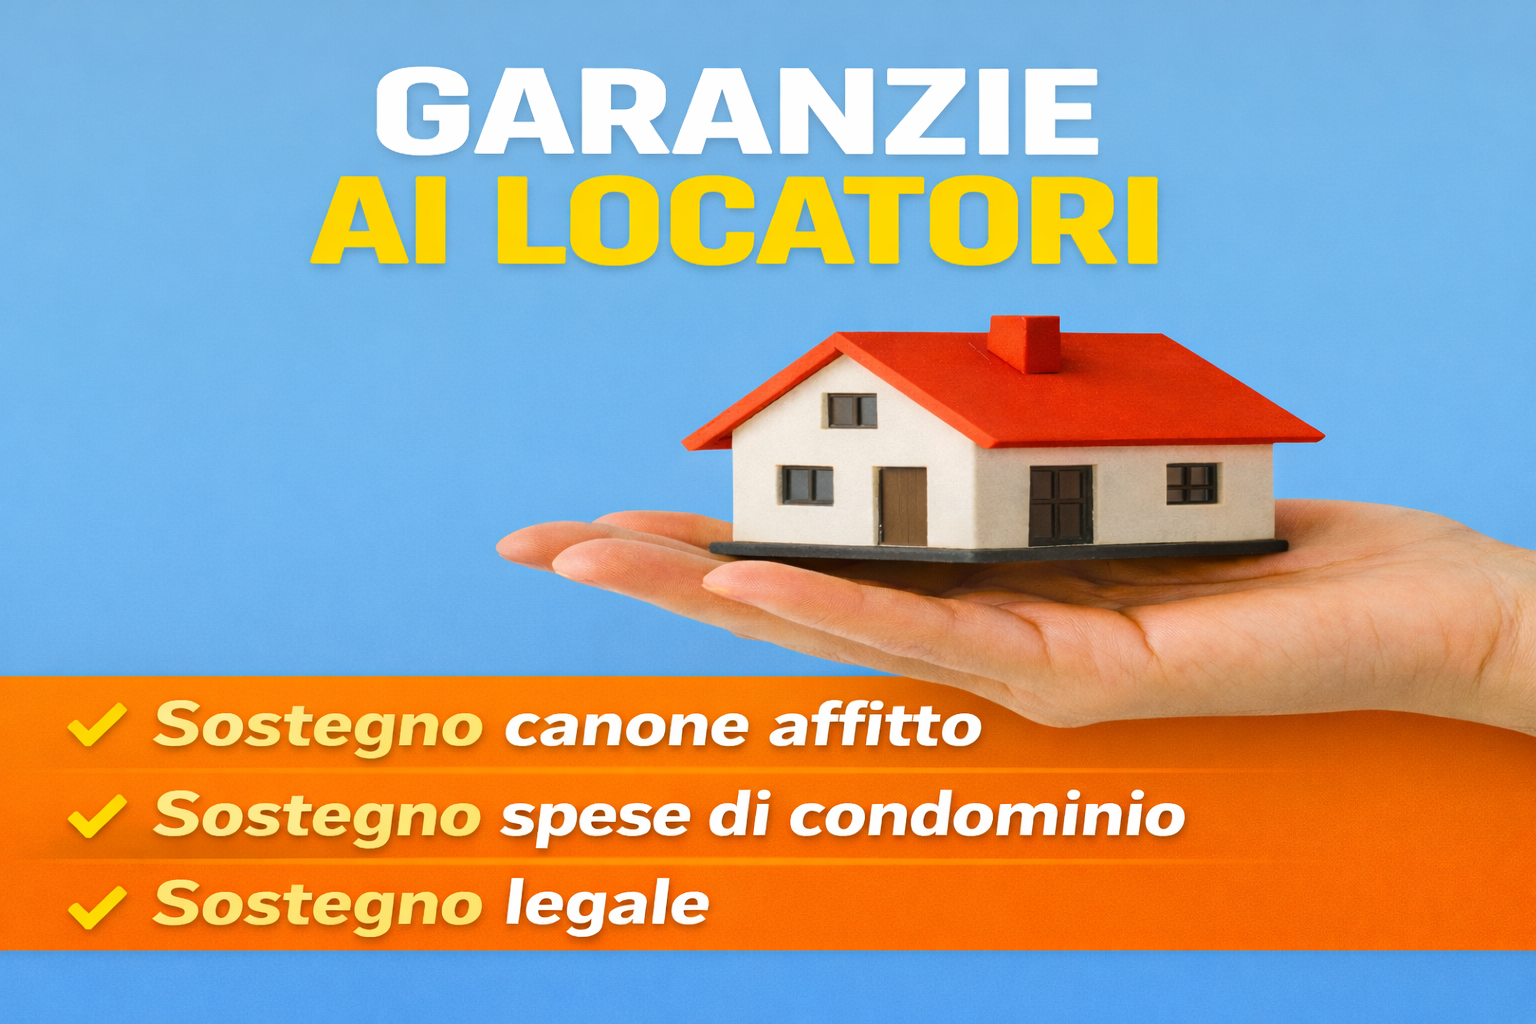 GARANZIE
AI LOCATORI
Sostegno canone affitto
Sostegno spese di condominio
Sostegno legale